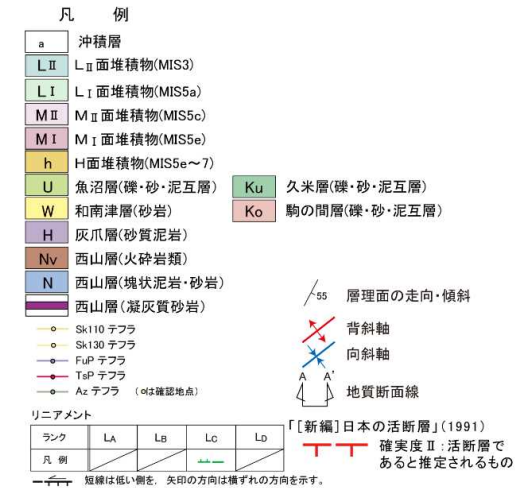 凡 例
a 沖積層
LⅡ LⅡ面堆積物(MIS3)
LⅠ LⅠ面堆積物(MIS5a)
MⅡ MⅡ面堆積物(MIS5c)
MⅠ MⅠ面堆積物(MIS5e)
h H面堆積物(MIS5e～7)
U 魚沼層(礫・砂・泥互層)
Ku 久米層(礫・砂・泥互層)
W 和南津層(砂岩)
Ko 駒の間層(礫・砂・泥互層)
H 灰爪層(砂質泥岩)
Nv 西山層(火砕岩類)
N 西山層(塊状泥岩・砂岩)
西山層(凝灰質砂岩)
55 層理面の走向・傾斜
背斜軸
向斜軸
A A' 地質断面線
Sk110 テフラ
Sk130 テフラ
FuP テフラ
TsP テフラ
Az テフラ (oは確認地点)
リニアメント
ランク LA LB LC LD
凡 例
短線は低い側を, 矢印の方向は横ずれの方向を示す。
「[新編]日本の活断層」(1991)
確実度Ⅱ:活断層で
あると推定されるもの